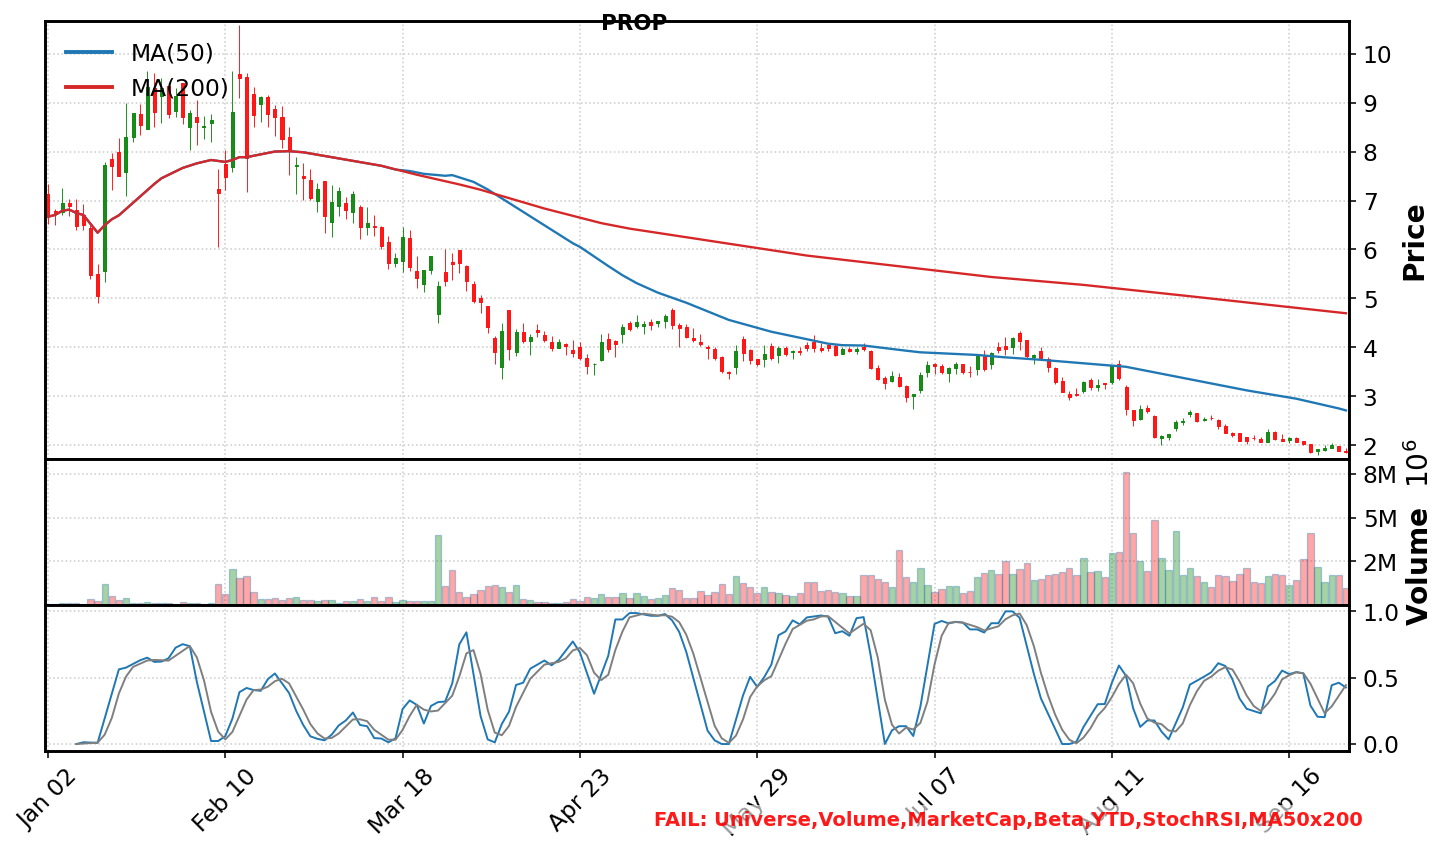 PROP
MA(50)
MA(200)
10
9
8
7
6
5
4
3
2
Price
8M
5M
2M
Volume 10^6
1.0
0.5
0.0
Jan 02
Feb 10
Mar 18
Apr 23
May 29
Jul 07
Aug 11
Sep 16
FAIL: Universe,Volume,MarketCap,Beta,YTD,StochRSI,MA50x200